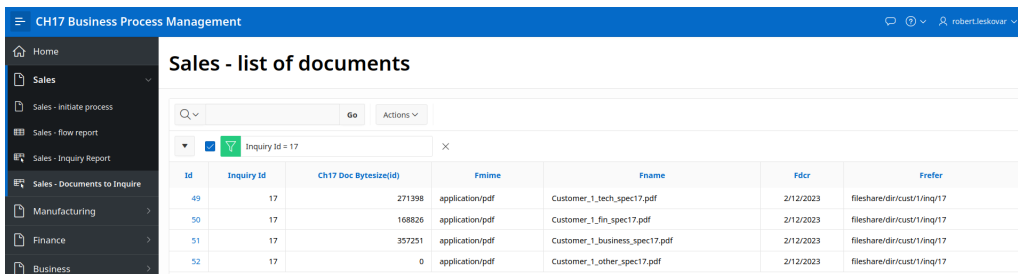 CH17 Business Process Management
robert.leskovar
Home
Sales
Sales - initiate process
Sales - flow report
Sales - Inquiry Report
Sales - Documents to Inquire
Manufacturing
Finance
Business
Sales - list of documents
Go Actions
Inquiry Id = 17
Id Inquiry Id Ch17 Doc Bytesize(id) Fmime Fname Fdcr Frefer
49 17 271398 application/pdf Customer_1_tech_spec17.pdf 2/12/2023 fileshare/dir/cust/1/inq/17
50 17 168826 application/pdf Customer_1_fin_spec17.pdf 2/12/2023 fileshare/dir/cust/1/inq/17
51 17 357251 application/pdf Customer_1_business_spec17.pdf 2/12/2023 fileshare/dir/cust/1/inq/17
52 17 0 application/pdf Customer_1_other_spec17.pdf 2/12/2023 fileshare/dir/cust/1/inq/17